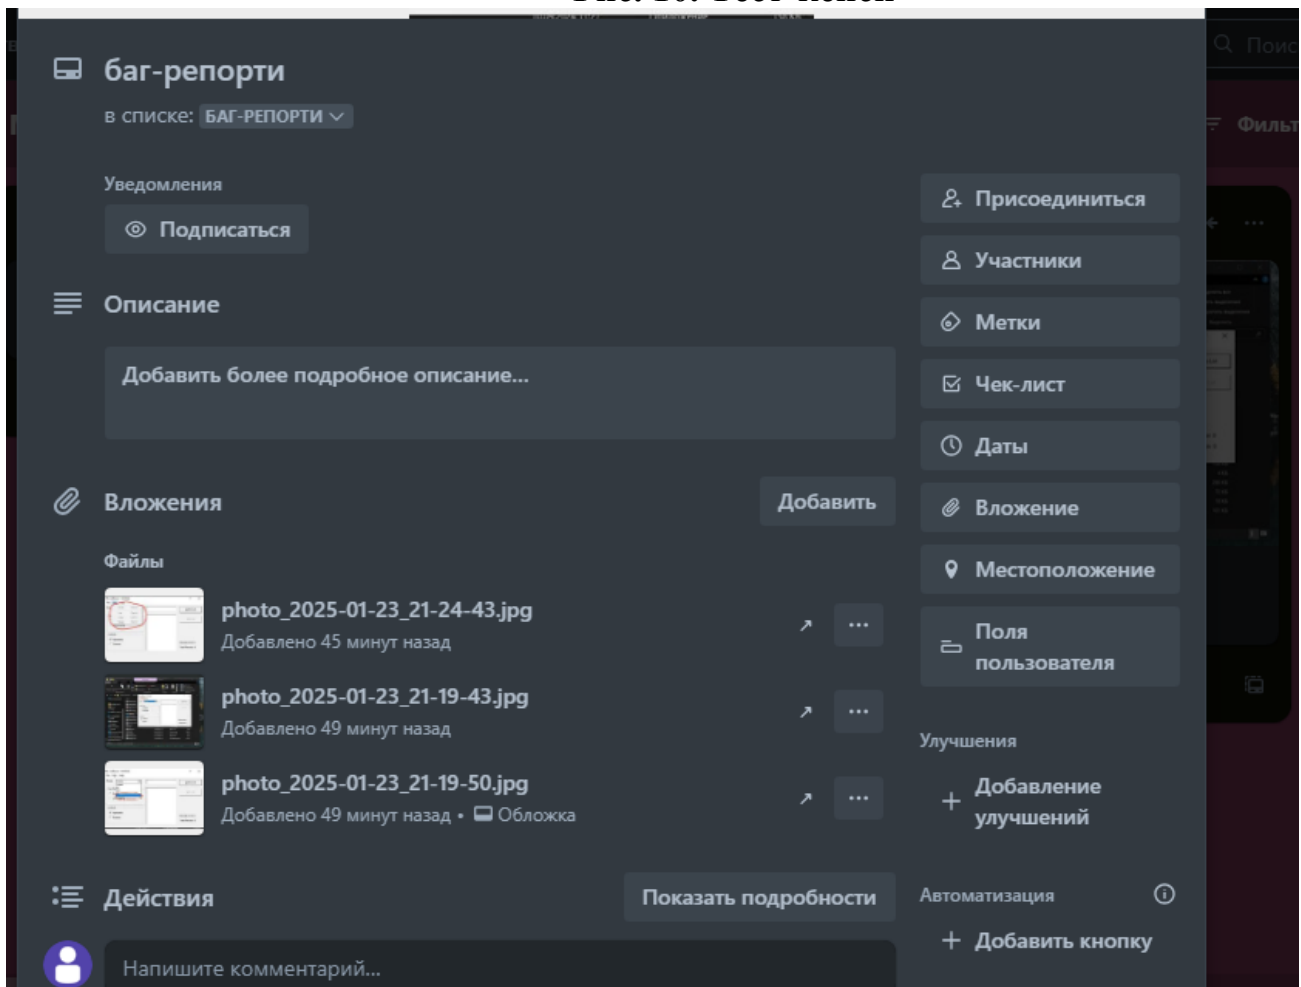 баг-репорти
в списке: БАГ-РЕПОРТИ
Уведомления
Подписаться
Описание
Добавить более подробное описание...
Вложения
Добавить
Файлы
photo_2025-01-23_21-24-43.jpg
Добавлено 45 минут назад
photo_2025-01-23_21-19-43.jpg
Добавлено 49 минут назад
photo_2025-01-23_21-19-50.jpg
Добавлено 49 минут назад • Обложка
Действия
Показать подробности
Напишите комментарий...
Присоединиться
Участники
Метки
Чек-лист
Даты
Вложение
Местоположение
Поля
пользователя
Улучшения
Добавление
улучшений
Автоматизация
Добавить кнопку
Поис
Фильт